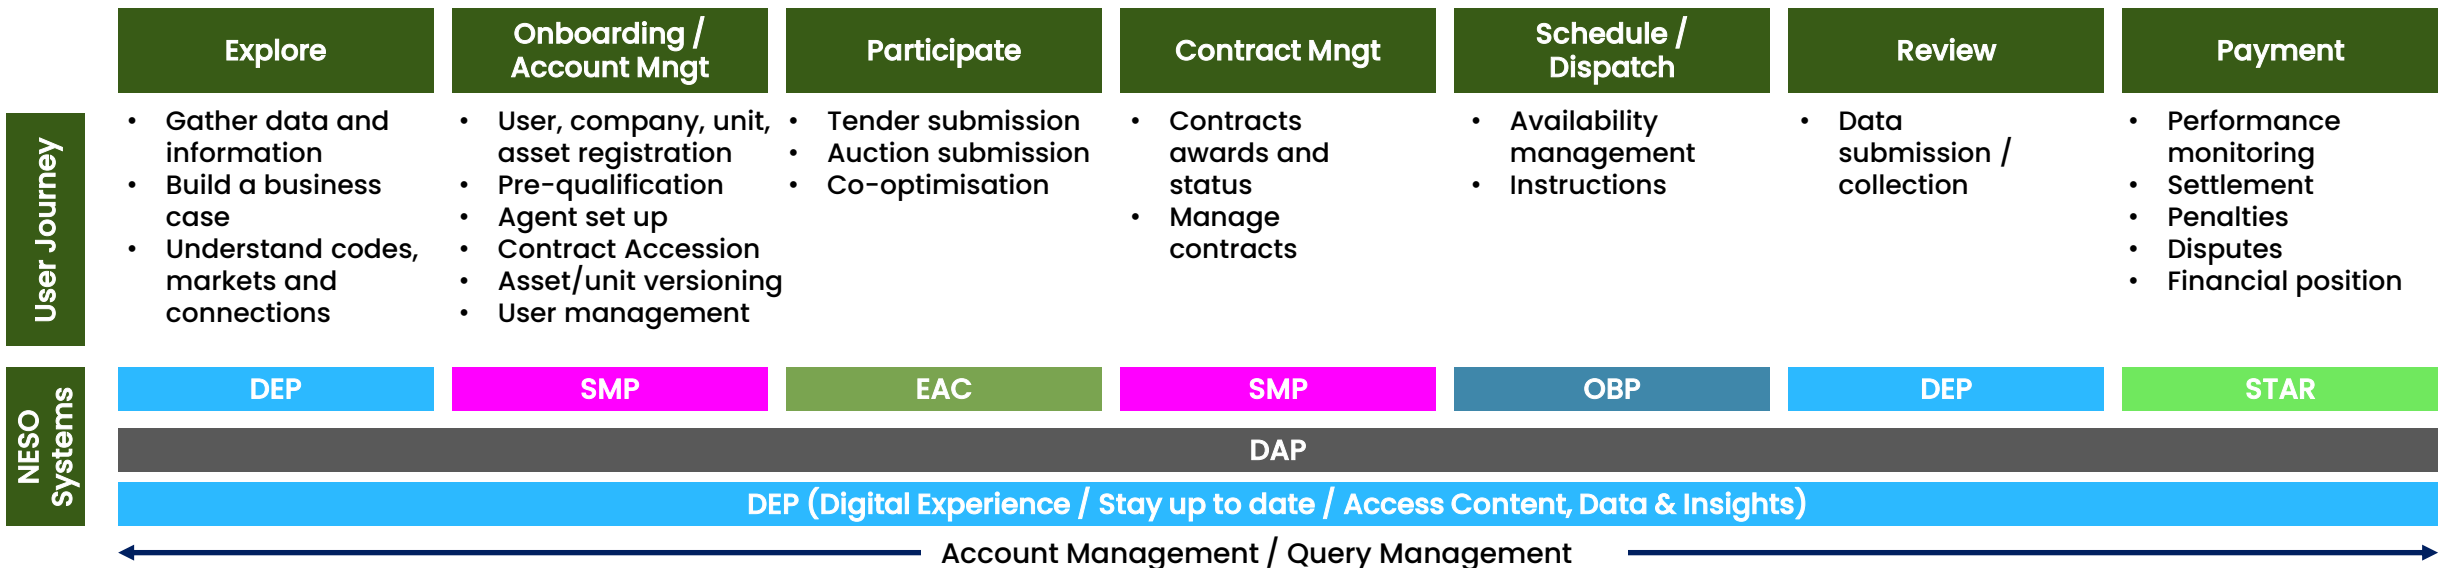 Explore
Onboarding /
Account Mngt
Participate
Contract Mngt
Schedule /
Dispatch
Review
Payment
User Journey
• Gather data and
information
• Build a business
case
• Understand codes,
markets and
connections
• User, company, unit,
asset registration
• Pre-qualification
• Agent set up
• Contract Accession
• Asset/unit versioning
• User management
• Tender submission
• Auction submission
• Co-optimisation
• Contracts
awards and
status
• Manage
contracts
• Availability
management
• Instructions
• Data
submission /
collection
• Performance
monitoring
• Settlement
• Penalties
• Disputes
• Financial position
NESO
Systems
DEP
SMP
EAC
SMP
OBP
DEP
STAR
DAP
DEP (Digital Experience / Stay up to date / Access Content, Data & Insights)
Account Management / Query Management